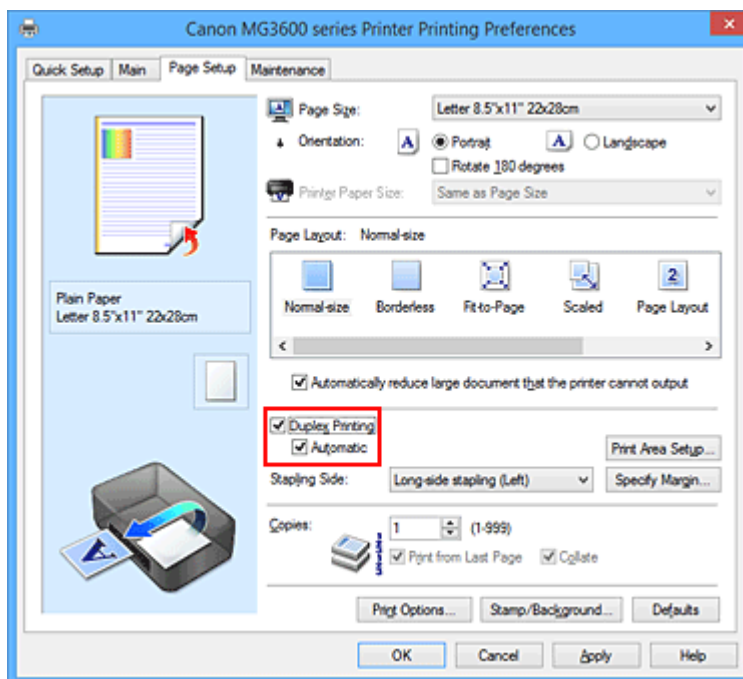 Canon MG3600 series Printer Printing Preferences
Quick Setup Main Page Setup Maintenance
Plain Paper
Letter 8.5"x11" 22x28cm
Page Size: Letter 8.5"x11" 22x28cm
Orientation: A Portrait A Landscape
Rotate 180 degrees
Printer Paper Size: Same as Page Size
Page Layout: Normal-size
2
Normal-size Borderless Fit-to-Page Scaled Page Layout
Automatically reduce large document that the printer cannot output
Duplex Printing
Automatic
Print Area Setup...
Stapling Side: Long-side stapling (Left) Specify Margin...
Copies: 1 (1-999)
Print from Last Page Collate
A
Print Options... Stamp/Background... Defaults
OK Cancel Apply Help